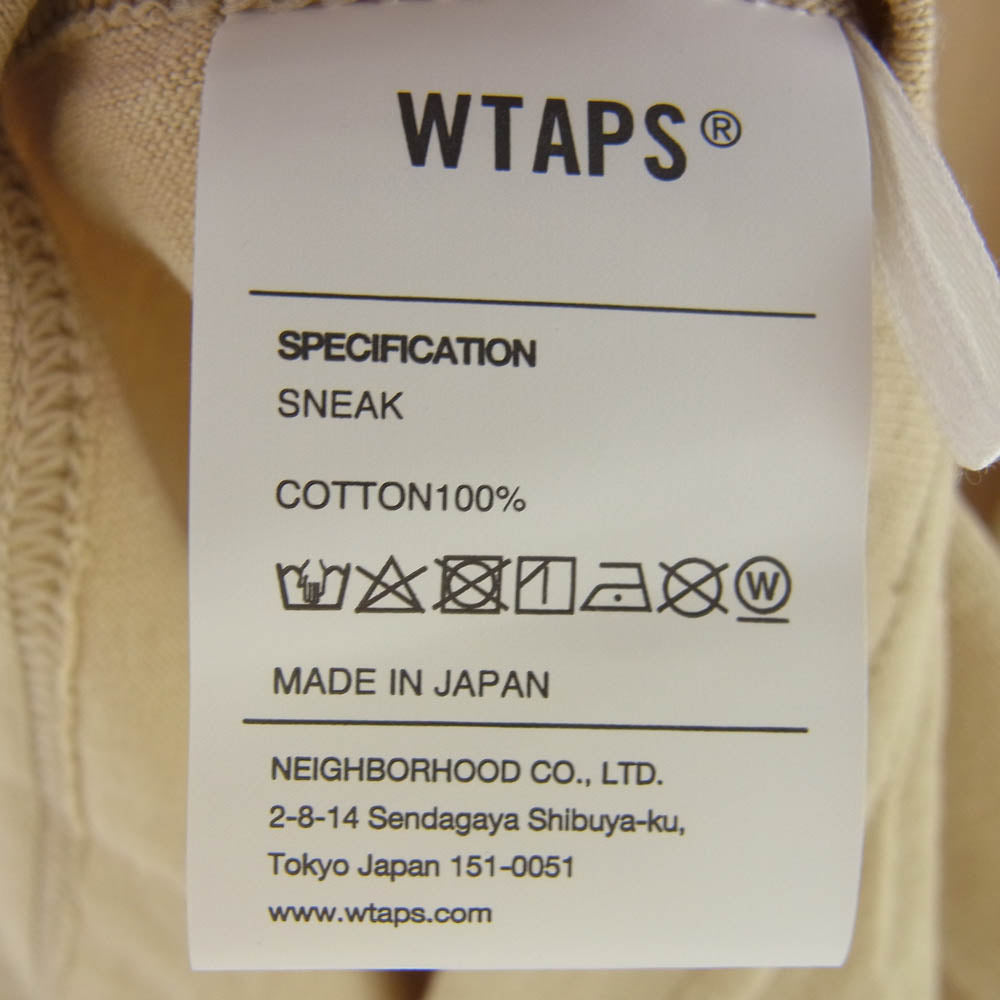 WTAPS®
SPECIFICATION
SNEAK
COTTON100%
W
MADE IN JAPAN
NEIGHBORHOOD CO., LTD.
2-8-14 Sendagaya Shibuya-ku,
Tokyo Japan 151-0051
www.wtaps.com